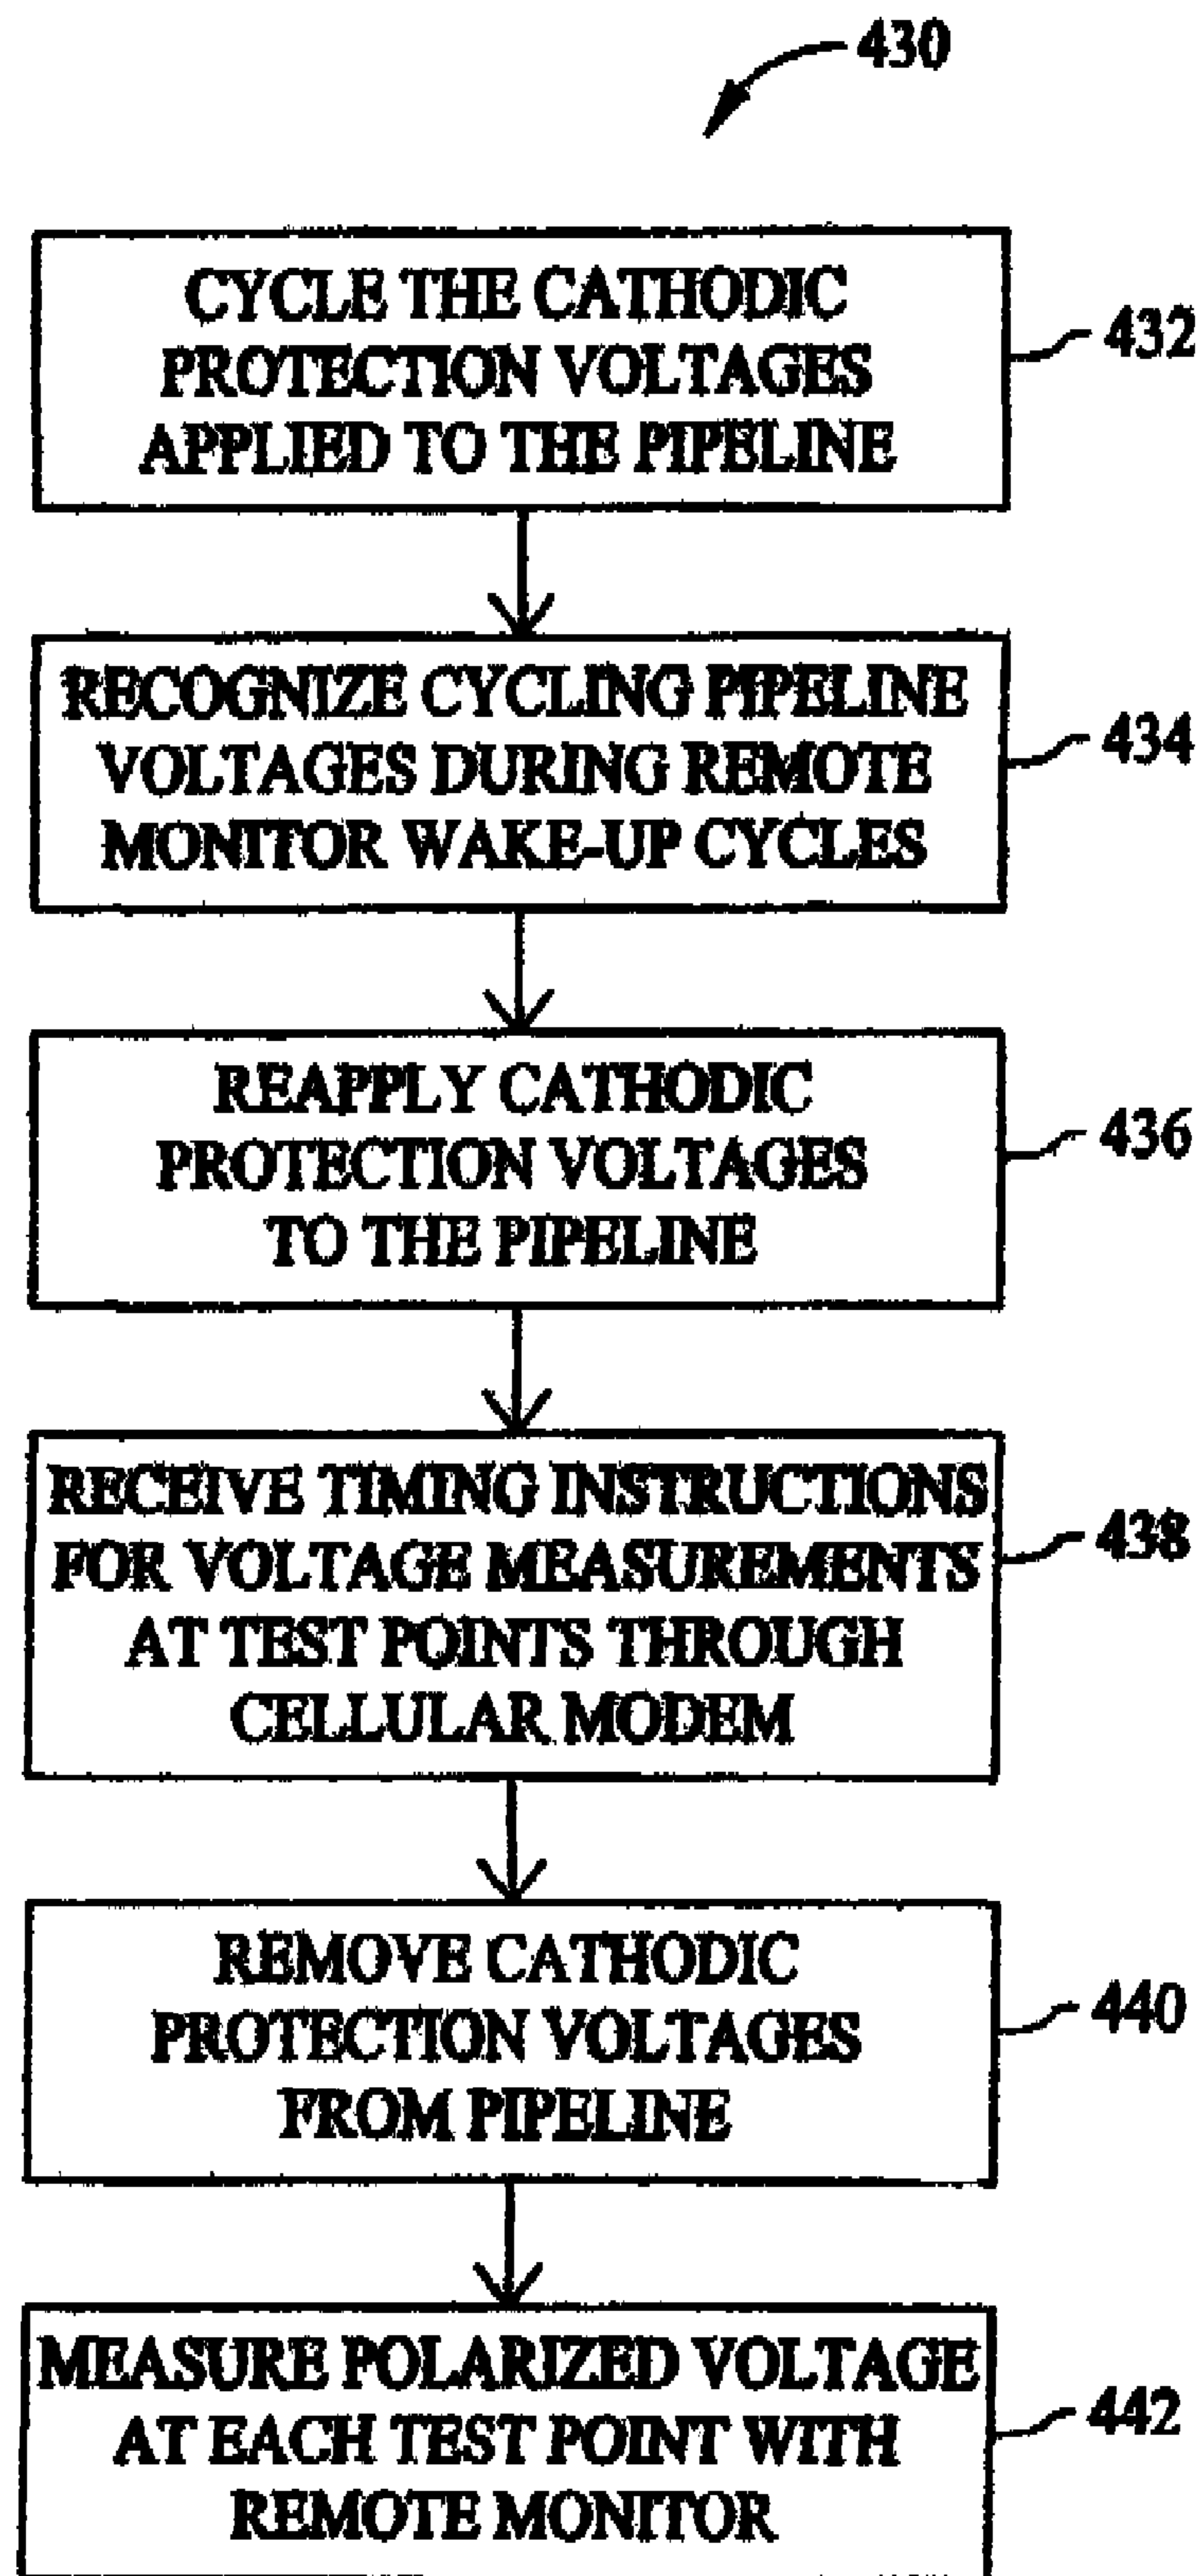 430
CYCLE THE CATHODIC
PROTECTION VOLTAGES
APPLIED TO THE PIPELINE
432
RECOGNIZE CYCLING PIPELINE
VOLTAGES DURING REMOTE
MONITOR WAKE-UP CYCLES
434
REAPPLY CATHODIC
PROTECTION VOLTAGES
TO THE PIPELINE
436
RECEIVE TIMING INSTRUCTIONS
FOR VOLTAGE MEASUREMENTS
AT TEST POINTS THROUGH
CELLULAR MODEM
438
REMOVE CATHODIC
PROTECTION VOLTAGES
FROM PIPELINE
440
MEASURE POLARIZED VOLTAGE
AT EACH TEST POINT WITH
REMOTE MONITOR
442